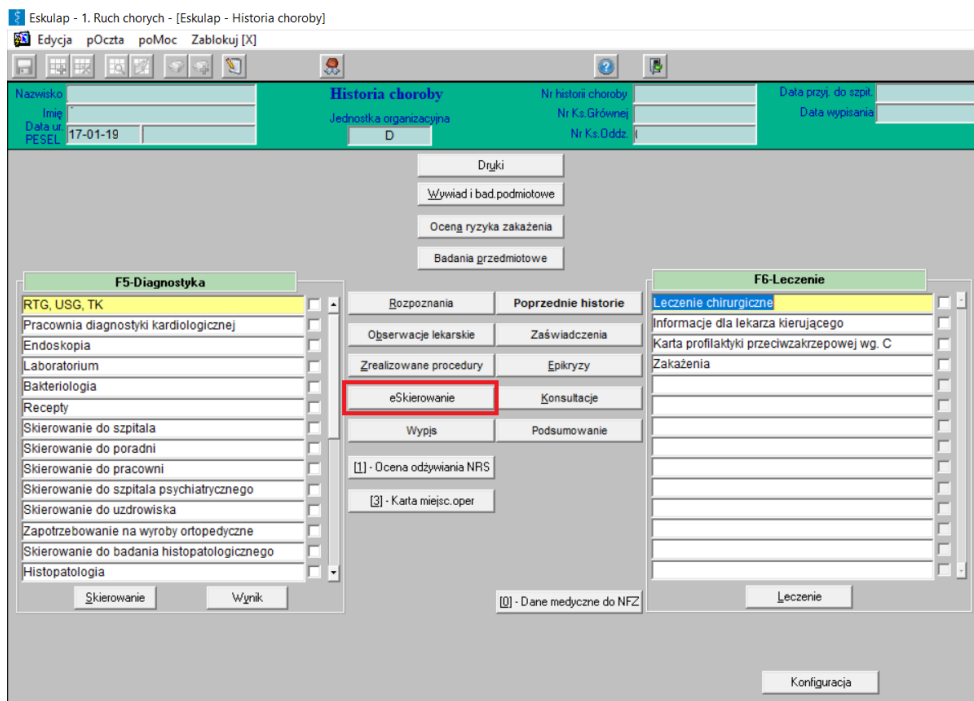 Eskulap - 1. Ruch chorych - [Eskulap - Historia choroby]
Edycja pOczta poMoc Zablokuj [X]
Nazwisko
Imię
Data ur. 17-01-19
PESEL
Historia choroby
Jednostka organizacyjna
D
Nr historii choroby
Nr Ks.Głównej
Nr Ks.Oddz. (
Data przyj. do szpit.
Data wypisania
Druki
Wywiad i bad.podmiotowe
Ocena ryzyka zakażenia
Badania przedmiotowe
F5-Diagnostyka
RTG, USG, TK
Pracownia diagnostyki kardiologicznej
Endoskopia
Laboratorium
Bakteriologia
Recepty
Skierowanie do szpitala
Skierowanie do poradni
Skierowanie do pracowni
Skierowanie do szpitala psychiatrycznego
Skierowanie do uzdrowiska
Zapotrzebowanie na wyroby ortopedyczne
Skierowanie do badania histopatologicznego
Histopatologia
Skierowanie Wynik
Rozpoznania Poprzednie historie
Obserwacje lekarskie Zaświadczenia
Zrealizowane procedury Epikryzy
eSkierowanie Konsultacje
Wypis Podsumowanie
[1] - Ocena odżywiania NRS
[3] - Karta miejsc.oper
[0] - Dane medyczne do NFZ
F6-Leczenie
Leczenie chirurgiczne
Informacje dla lekarza kierującego
Karta profilaktyki przeciwzakrzepowej wg. C
Zakażenia
Leczenie
Konfiguracja